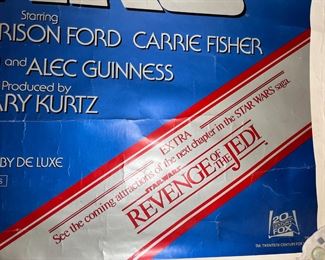 Starring
RISON FORD CARRIE FISHER
and ALEC GUINNESS
Produced by
ARY KURTZ
BY DE LUXE
EXTRA
See the coming attractions of the next chapter in the STAR WARS saga.
STAR WARS
REVENGE OF THE JEDI
20
CENTURY
FOX